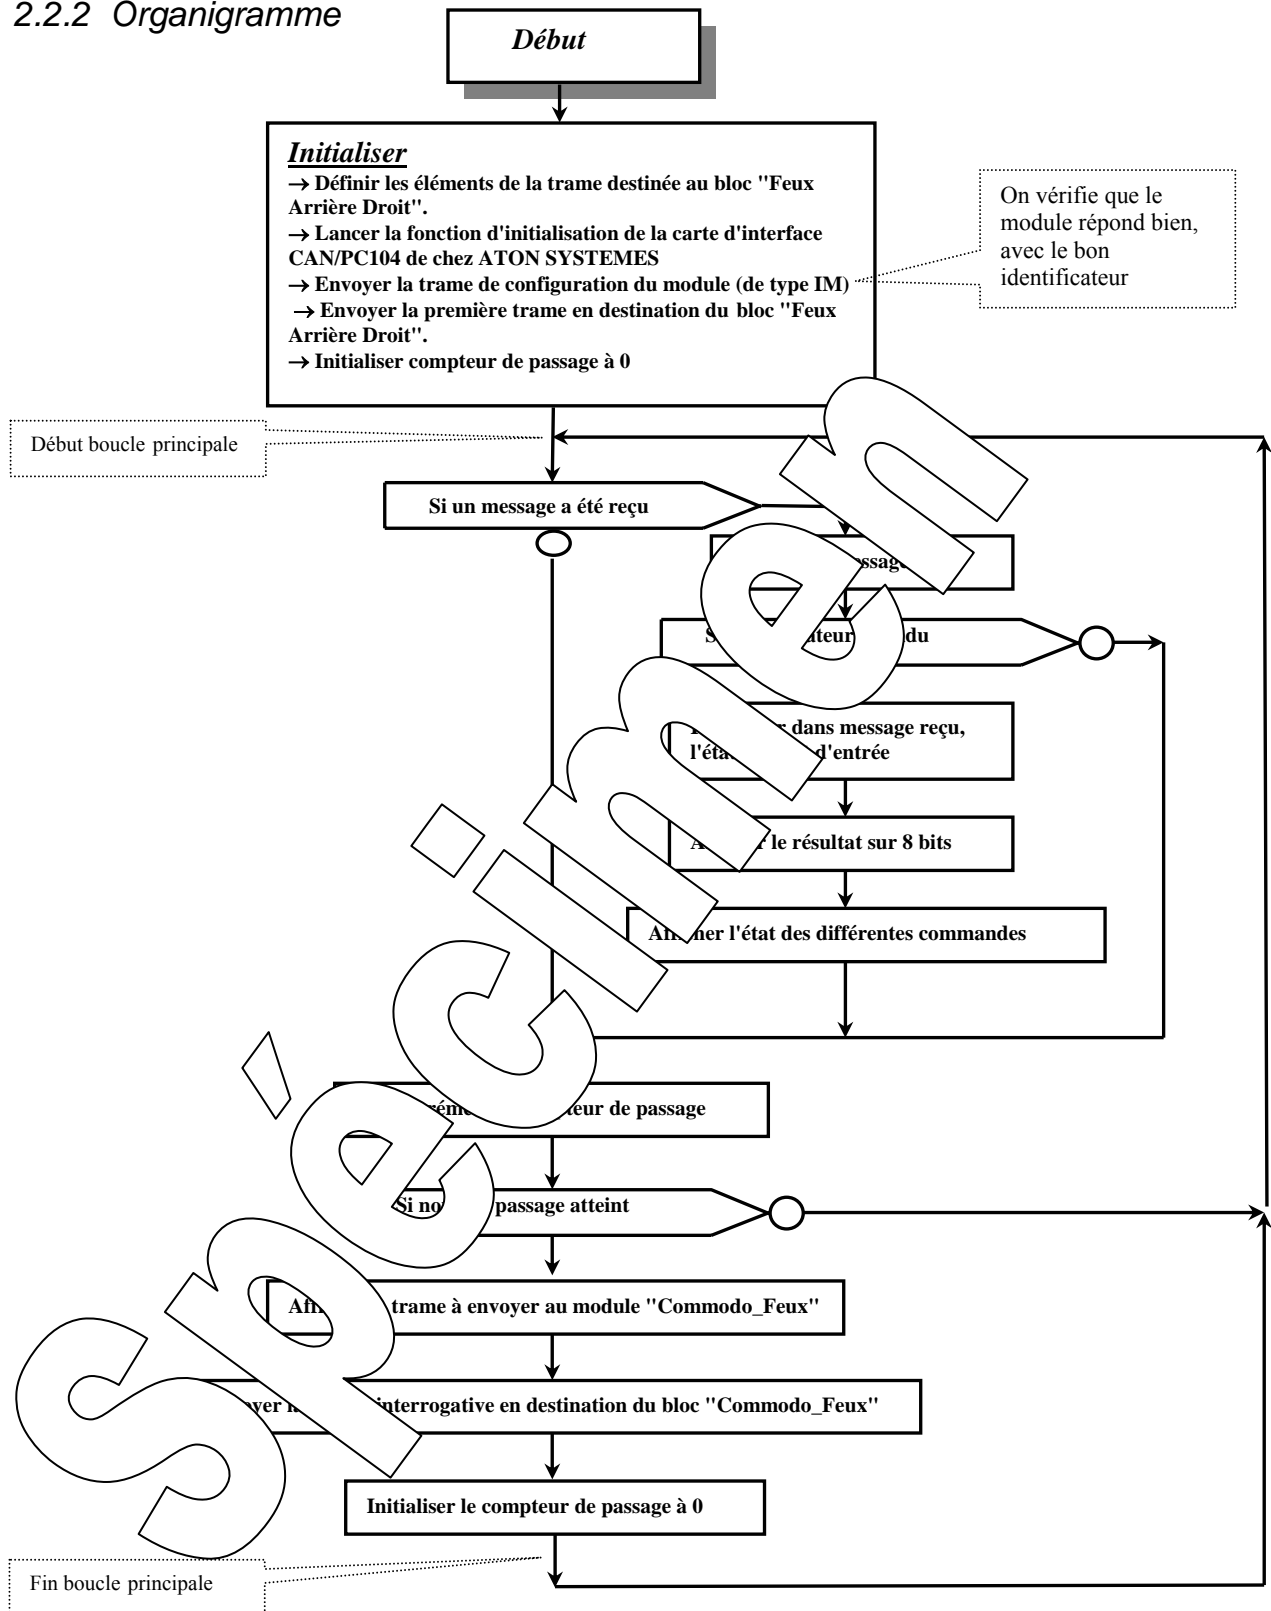 2.2.2 Organigramme
Début
Initialiser
→ Définir les éléments de la trame destinée au bloc "Feux
Arrière Droit".
→ Lancer la fonction d'initialisation de la carte d'interface
CAN/PC104 de chez ATON SYSTEMES
→ Envoyer la trame de configuration du module (de type IM)
→ Envoyer la première trame en destination du bloc "Feux
Arrière Droit".
→ Initialiser compteur de passage à 0
On vérifie que le
module répond bien,
avec le bon
identificateur
Début boucle principale
Si un message a été reçu
dans message reçu,
d'entrée
le résultat sur 8 bits
Afficher l'état des différentes commandes
de passage
Si passage atteint
trame à envoyer au module "Commodo_Feux"
interrogative en destination du bloc "Commodo_Feux"
Initialiser le compteur de passage à 0
Fin boucle principale
Spécimen